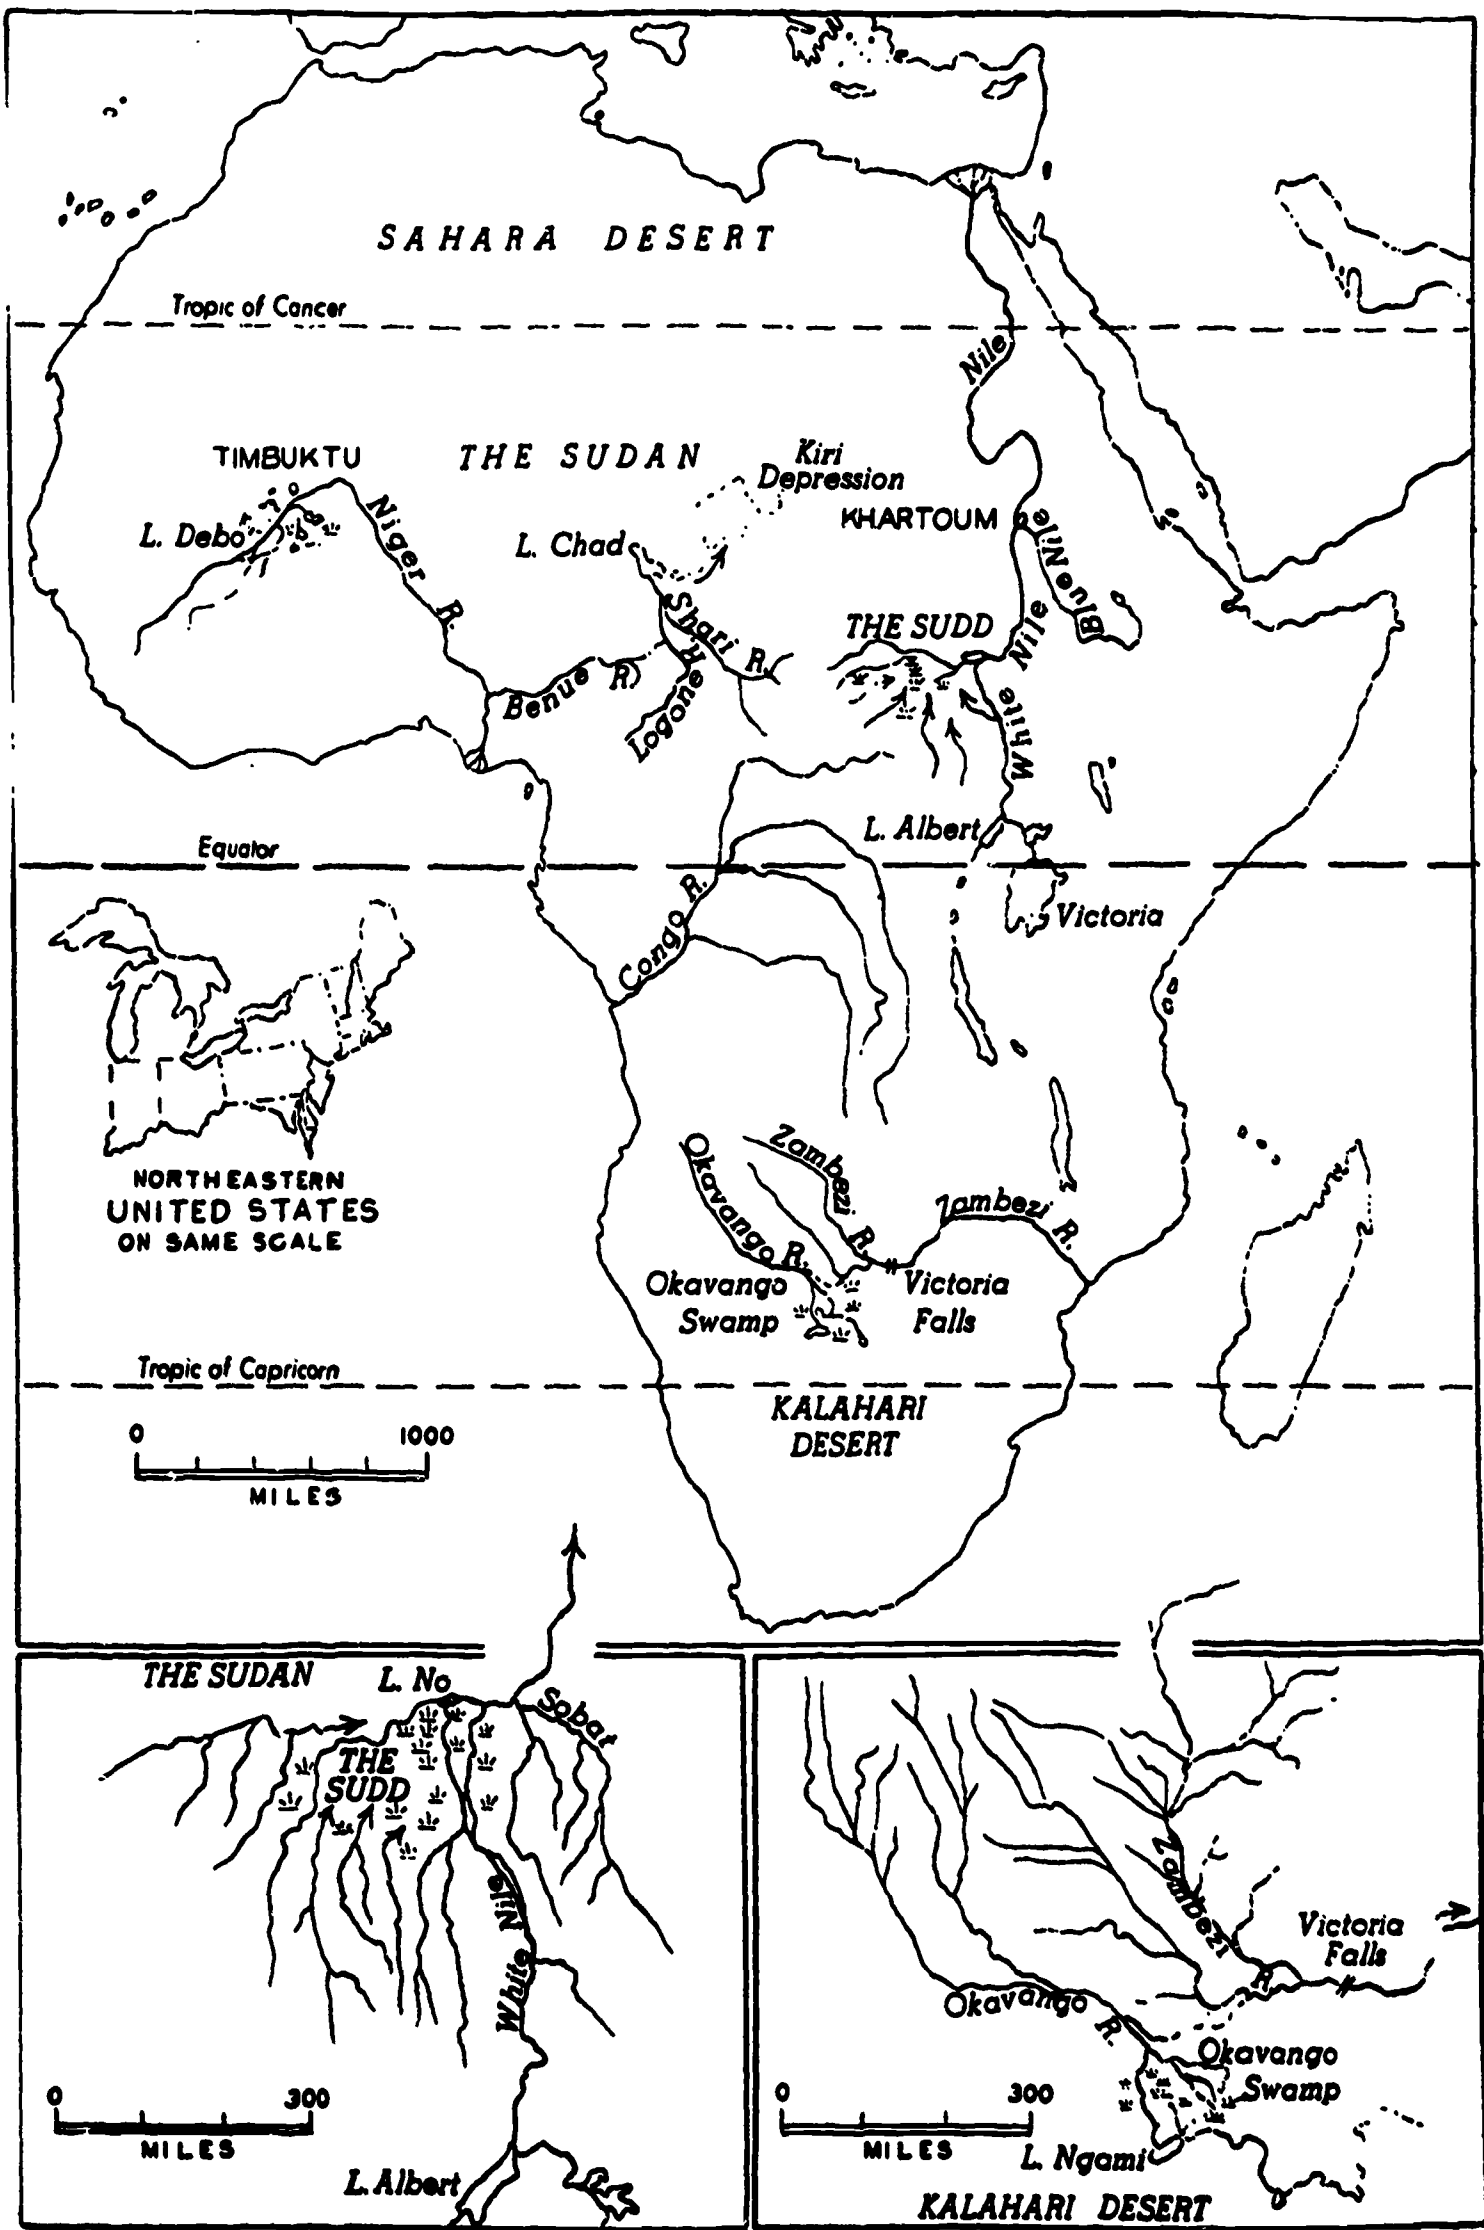 SAHARA DESERT
Tropic of Cancer
Nile
TIMBUKTU
THE SUDAN
Kiri
Depression
KHARTOUM
L. Debo
Niger R.
L. Chad
Blue Nile
Shari R.
THE SUDD
White Nile
Benue R.
Logone R.
L. Albert
Equator
Victoria
Congo R.
NORTHEASTERN
UNITED STATES
ON SAME SCALE
Zambezi R.
Okavango R.
Zambezi R.
Okavango
Swamp
Victoria
Falls
Tropic of Capricorn
KALAHARI
DESERT
0 1000
MILES
THE SUDAN
L. No
Sobat
THE
SUDD
White Nile
0 300
MILES
L. Albert
Zambezi R.
Victoria
Falls
Okavango R.
Okavango
Swamp
0 300
MILES
L. Ngami
KALAHARI DESERT